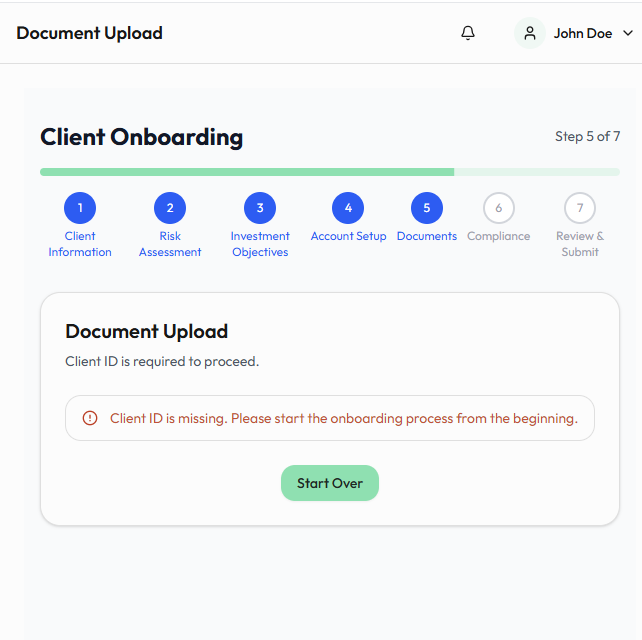 Document Upload
John Doe
Client Onboarding
Step 5 of 7
1
2
3
4
5
6
7
Client
Information
Risk
Assessment
Investment
Objectives
Account Setup
Documents
Compliance
Review &
Submit
Document Upload
Client ID is required to proceed.
Client ID is missing. Please start the onboarding process from the beginning.
Start Over